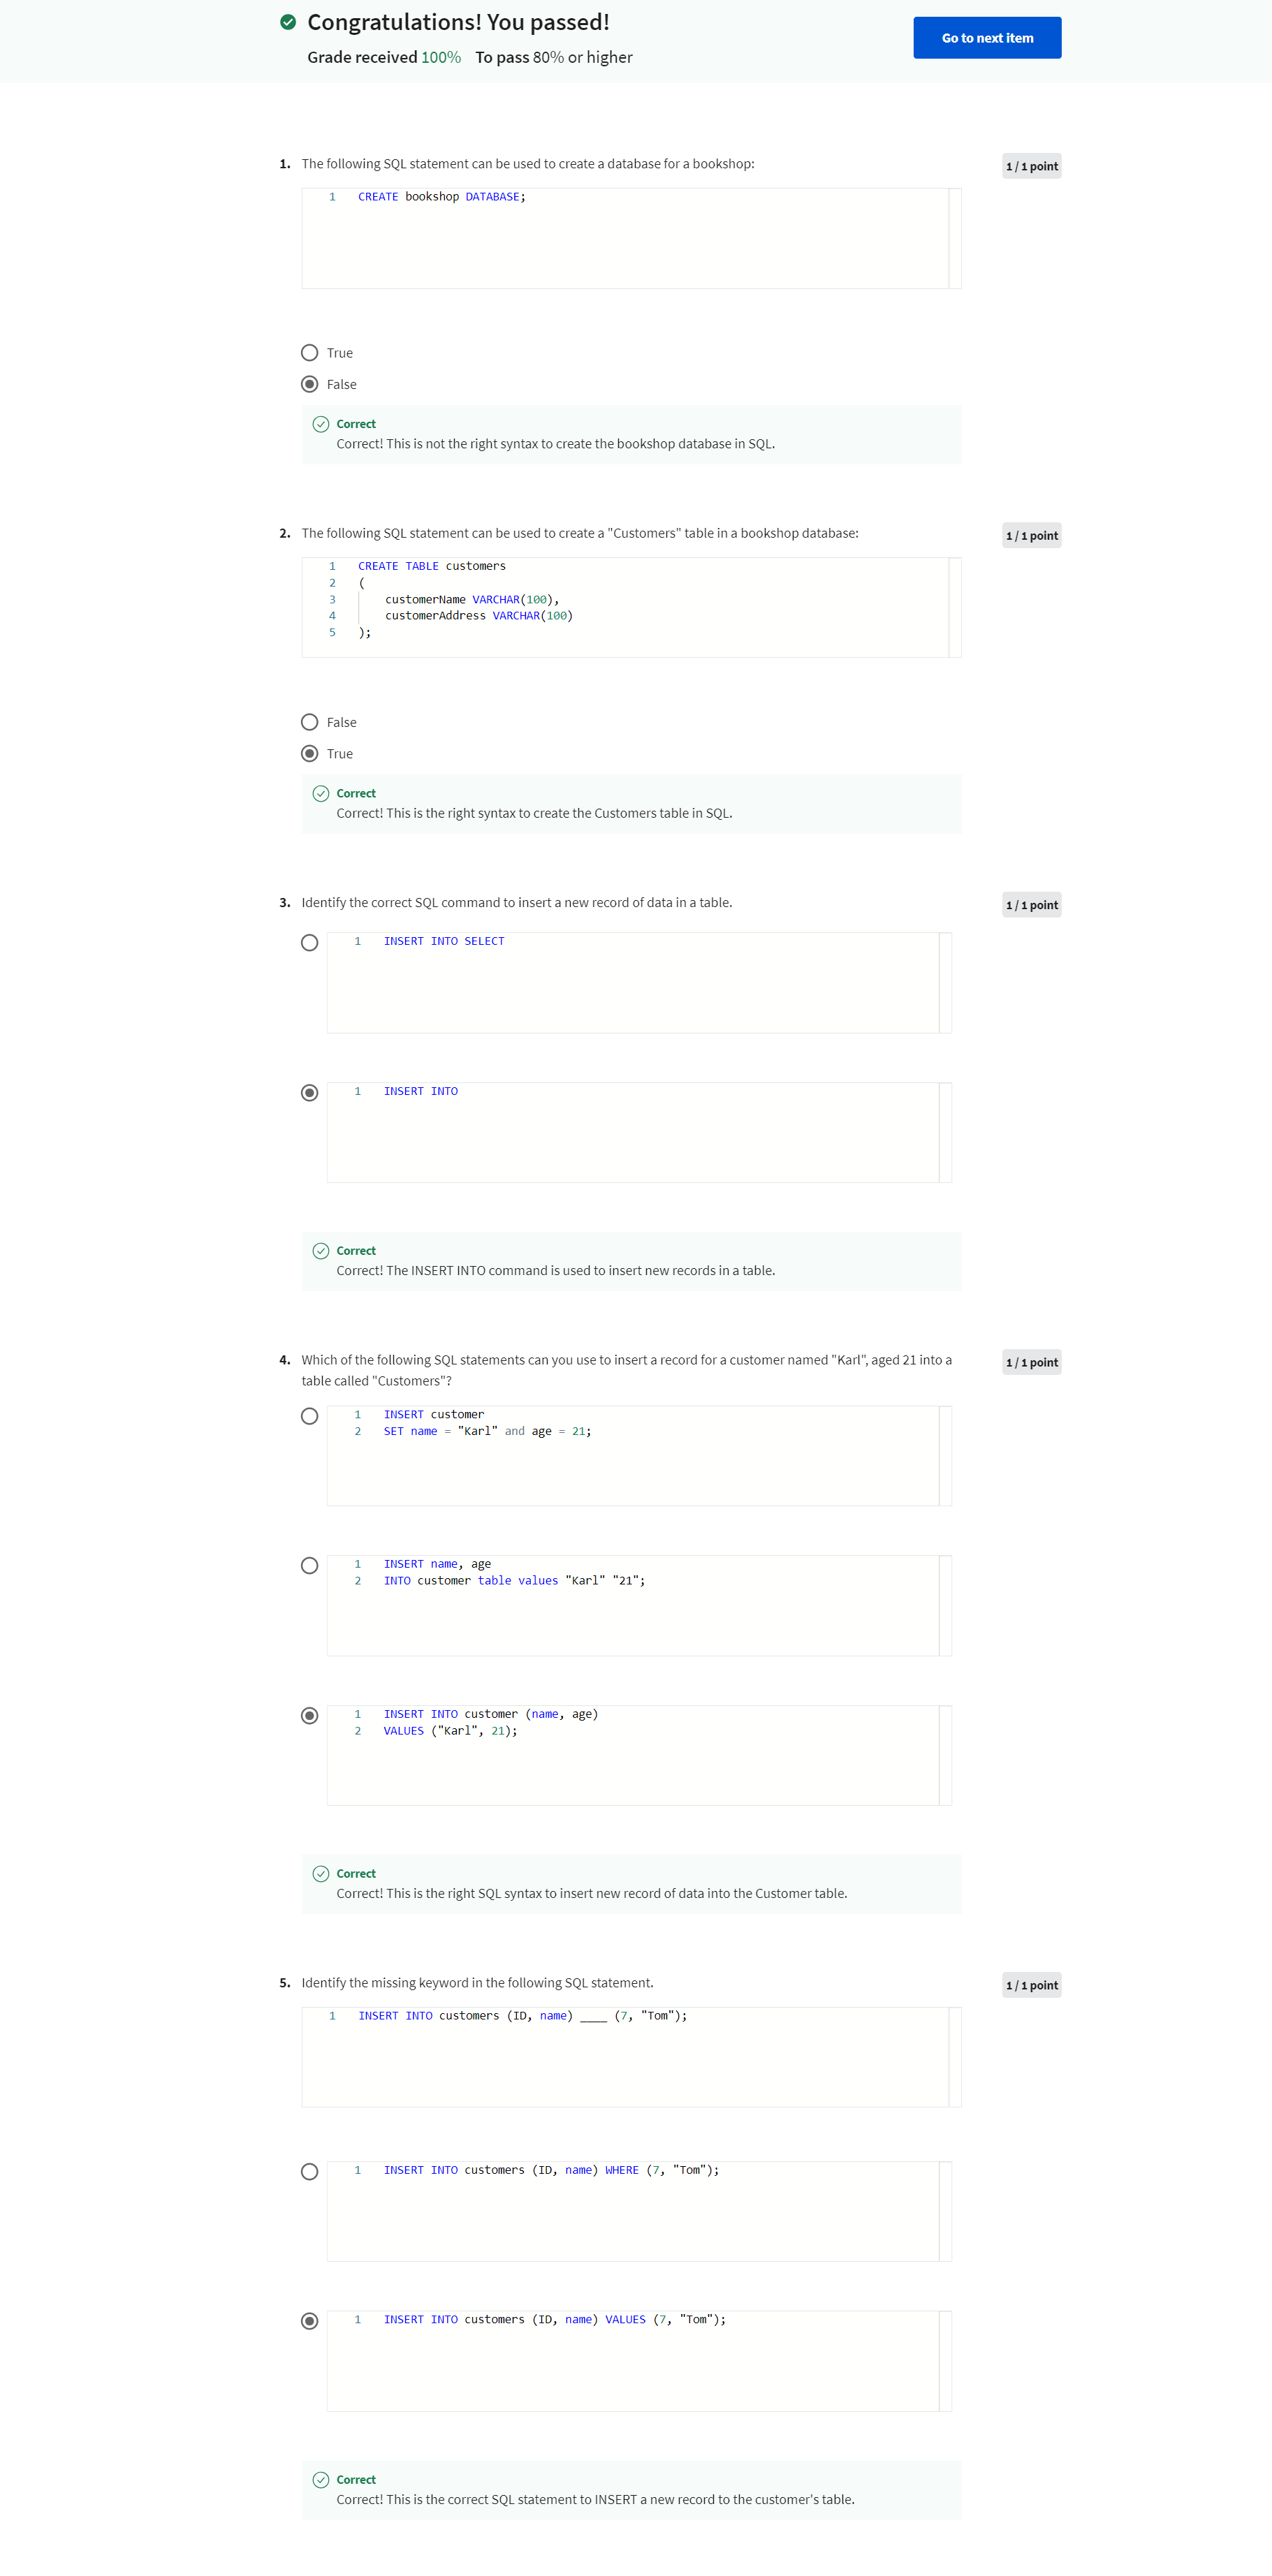 Congratulations! You passed!
Grade received 100% To pass 80% or higher
Go to next item
1. The following SQL statement can be used to create a database for a bookshop:
1 / 1 point
1 CREATE bookshop DATABASE;
True
False
Correct
Correct! This is not the right syntax to create the bookshop database in SQL.
2. The following SQL statement can be used to create a "Customers" table in a bookshop database:
1 / 1 point
1 CREATE TABLE customers
2 (
3 customerName VARCHAR(100),
4 customerAddress VARCHAR(100)
5 );
False
True
Correct
Correct! This is the right syntax to create the Customers table in SQL.
3. Identify the correct SQL command to insert a new record of data in a table.
1 / 1 point
1 INSERT INTO SELECT
1 INSERT INTO
Correct
Correct! The INSERT INTO command is used to insert new records in a table.
4. Which of the following SQL statements can you use to insert a record for a customer named "Karl", aged 21 into a
table called "Customers"?
1 / 1 point
1 INSERT customer
2 SET name = "Karl" and age = 21;
1 INSERT name, age
2 INTO customer table values "Karl" "21";
1 INSERT INTO customer (name, age)
2 VALUES ("Karl", 21);
Correct
Correct! This is the right SQL syntax to insert new record of data into the Customer table.
5. Identify the missing keyword in the following SQL statement.
1 / 1 point
1 INSERT INTO customers (ID, name) ____ (7, "Tom");
1 INSERT INTO customers (ID, name) WHERE (7, "Tom");
1 INSERT INTO customers (ID, name) VALUES (7, "Tom");
Correct
Correct! This is the correct SQL statement to INSERT a new record to the customer's table.